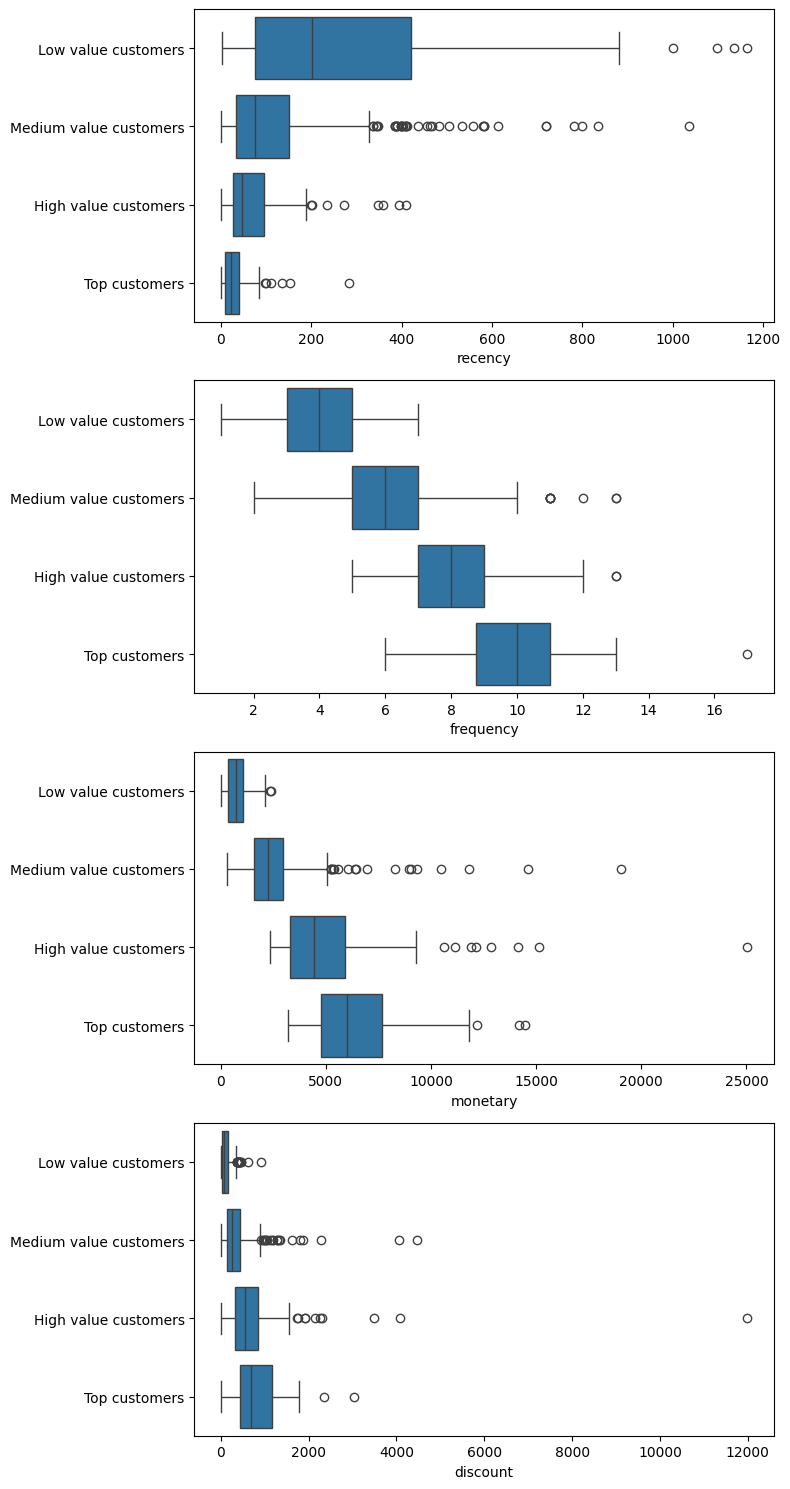 Low value customers
Medium value customers
High value customers
Top customers
0 200 400 600 800 1000 1200
recency
Low value customers
Medium value customers
High value customers
Top customers
2 4 6 8 10 12 14 16
frequency
Low value customers
Medium value customers
High value customers
Top customers
0 5000 10000 15000 20000 25000
monetary
Low value customers
Medium value customers
High value customers
Top customers
0 2000 4000 6000 8000 10000 12000
discount